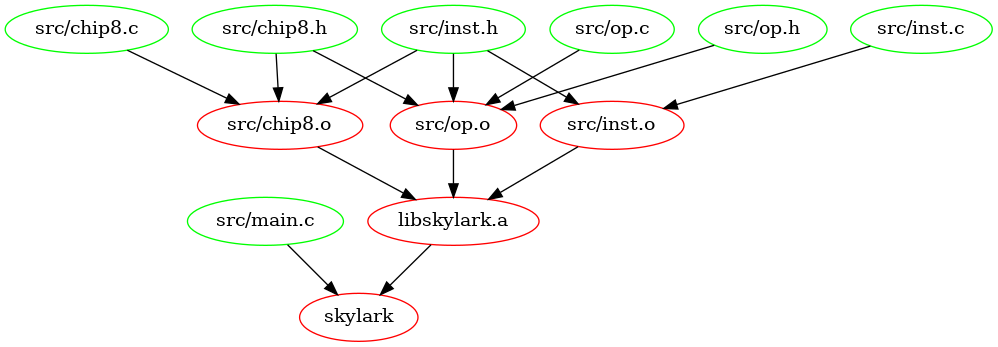 src/chip8.c
src/chip8.h
src/inst.h
src/op.c
src/op.h
src/inst.c
src/chip8.o
src/op.o
src/inst.o
src/main.c
libskylark.a
skylark